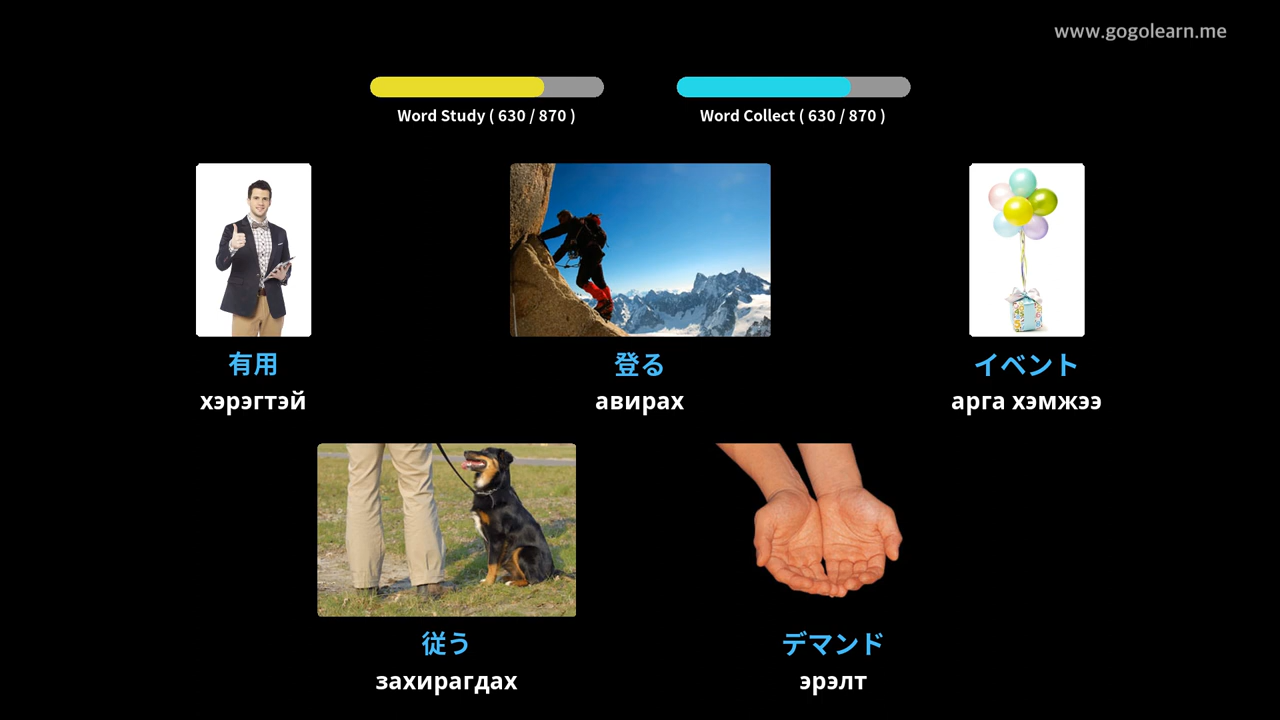 www.gogolearn.me
Word Study ( 630 / 870 )
Word Collect ( 630 / 870 )
有用
хэрэгтэй
登る
авирах
イベント
арга хэмжээ
従う
захирагдах
デマンド
эрэлт